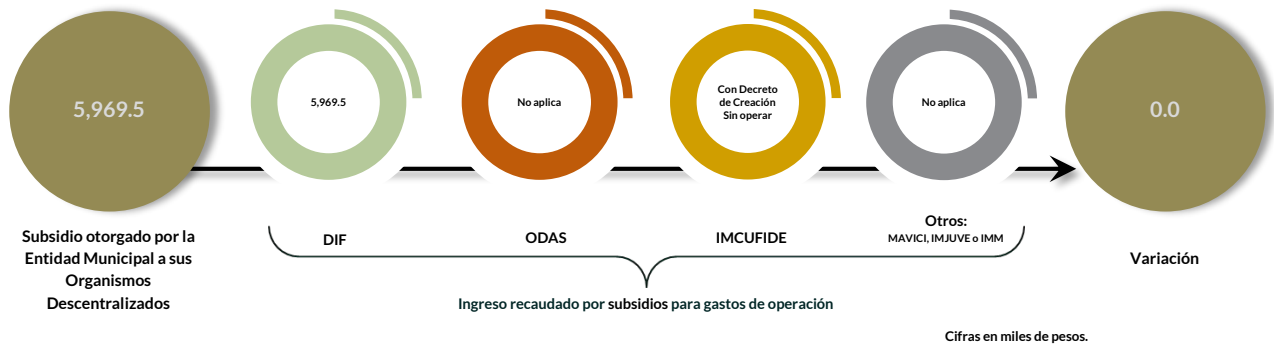 5,969.5
5,969.5
No aplica
Con Decreto
de Creación
Sin operar
No aplica
0.0
Subsidio otorgado por la
Entidad Municipal a sus
Organismos
Descentralizados
DIF
ODAS
IMCUFIDE
Otros:
MAVICI, IMJUVE o IMM
Variación
Ingreso recaudado por subsidios para gastos de operación
Cifras en miles de pesos.